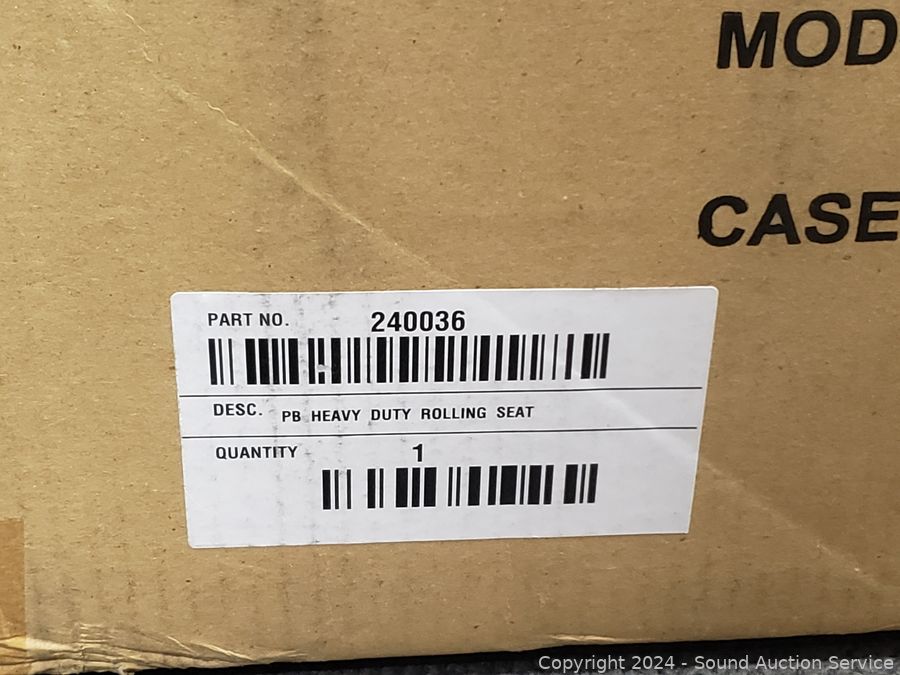 MOD
CASE
PART NO. 240036
DESC. PB HEAVY DUTY ROLLING SEAT
QUANTITY 1
Copyright 2024 - Sound Auction Service